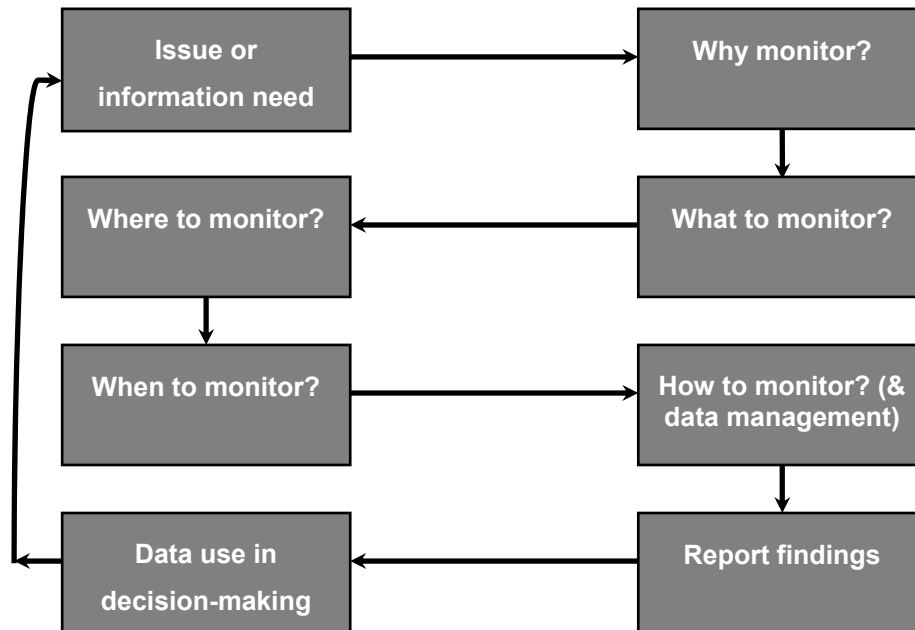 Issue or
information need
Why monitor?
Where to monitor?
What to monitor?
When to monitor?
How to monitor? (&
data management)
Data use in
decision-making
Report findings